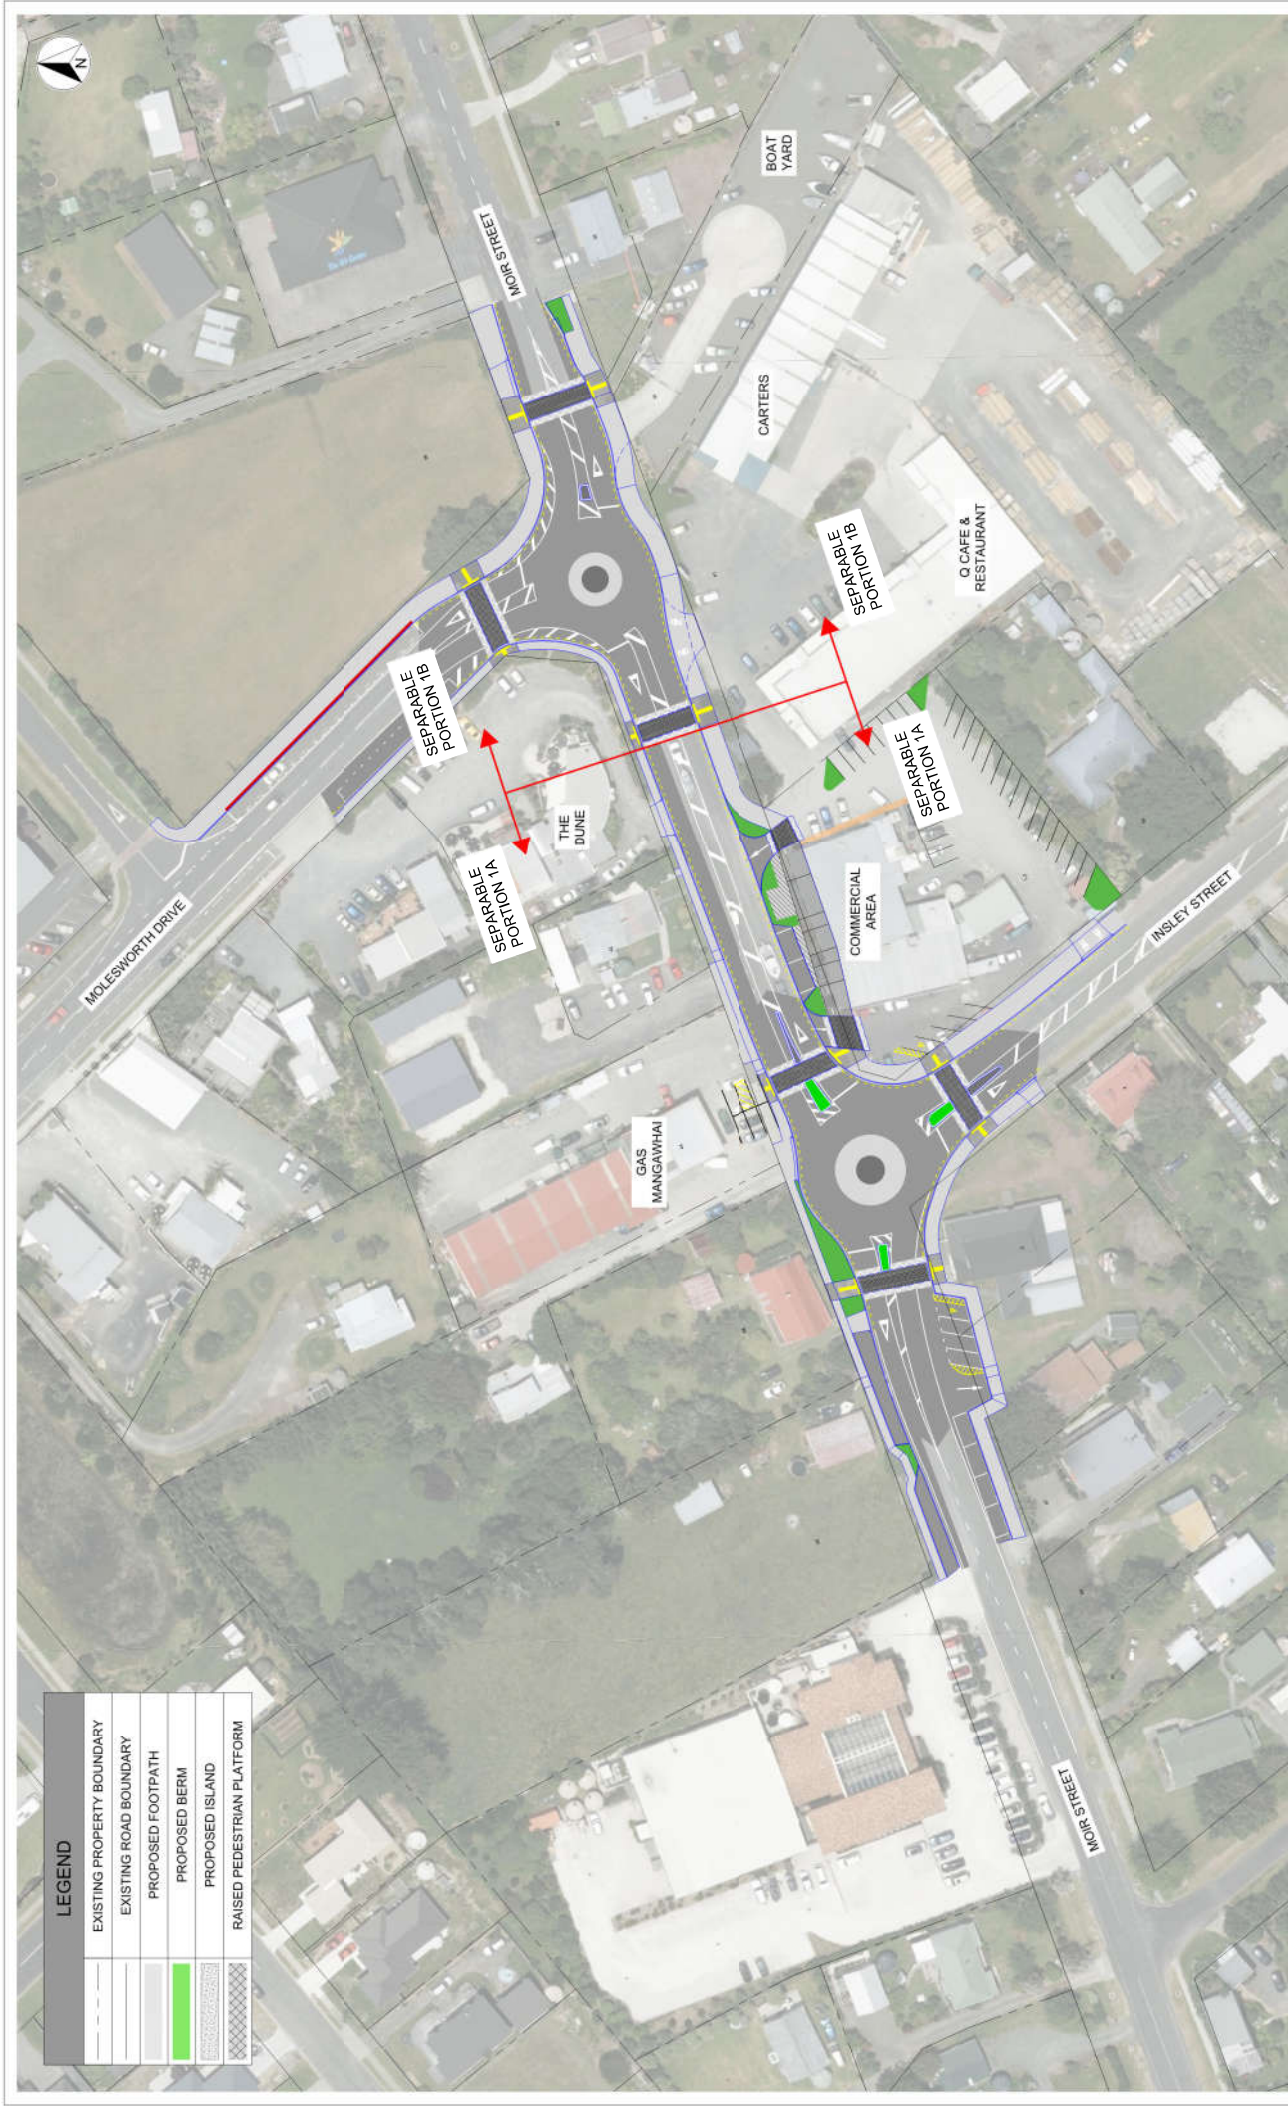 LEGEND
EXISTING PROPERTY BOUNDARY
EXISTING ROAD BOUNDARY
PROPOSED FOOTPATH
PROPOSED BERM
PROPOSED ISLAND
RAISED PEDESTRIAN PLATFORM
N
MOLESWORTH DRIVE
SEPARABLE
PORTION 1B
SEPARABLE
PORTION 1A
THE
DUNE
GAS
MANGAWHAI
MOIR STREET
MOIR STREET
BOAT
YARD
CARTERS
SEPARABLE
PORTION 1B
Q CAFE &
RESTAURANT
SEPARABLE
PORTION 1A
COMMERCIAL
AREA
INSLEY STREET